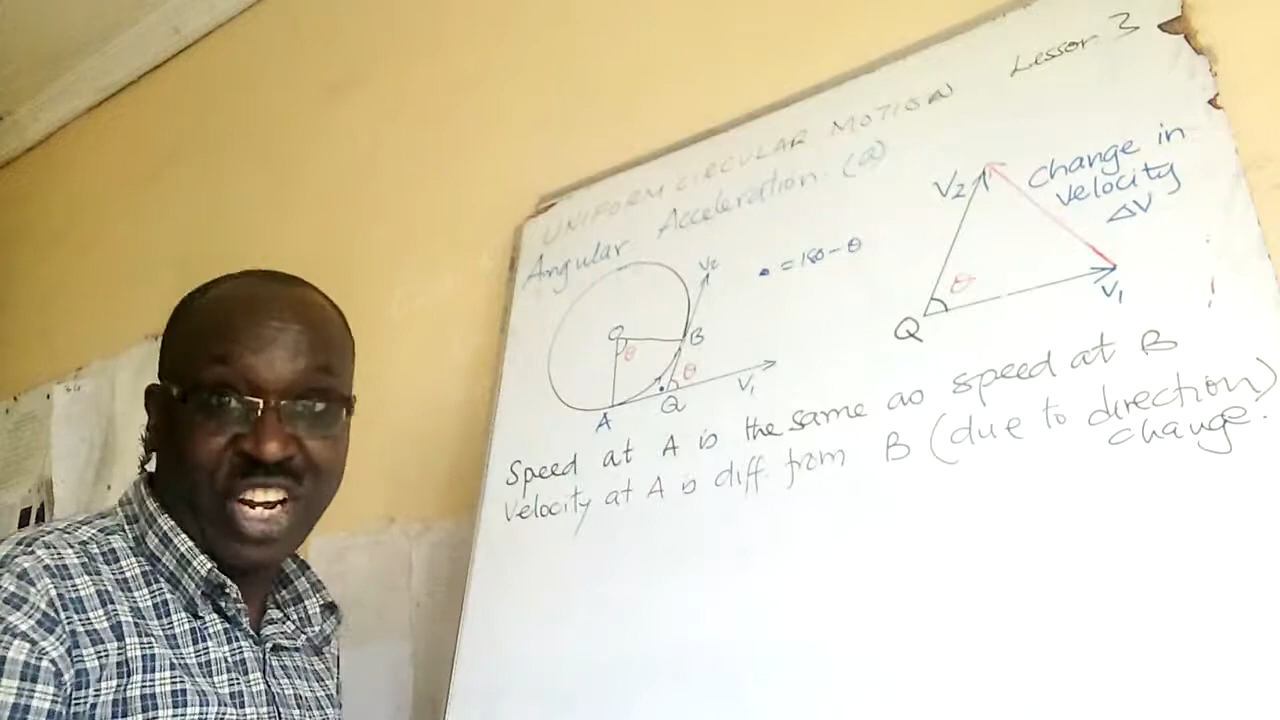 UNIFORM CIRCULAR MOTION Lesson 3
Angular Acceleration. (a)
V2
• = 180 - θ
O
θ
B
θ
A
Q
V1
V2
change in
velocity
ΔV
θ
Q
V1
Speed at A is the same as speed at B
Velocity at A is diff. from B (due to direction)
change.